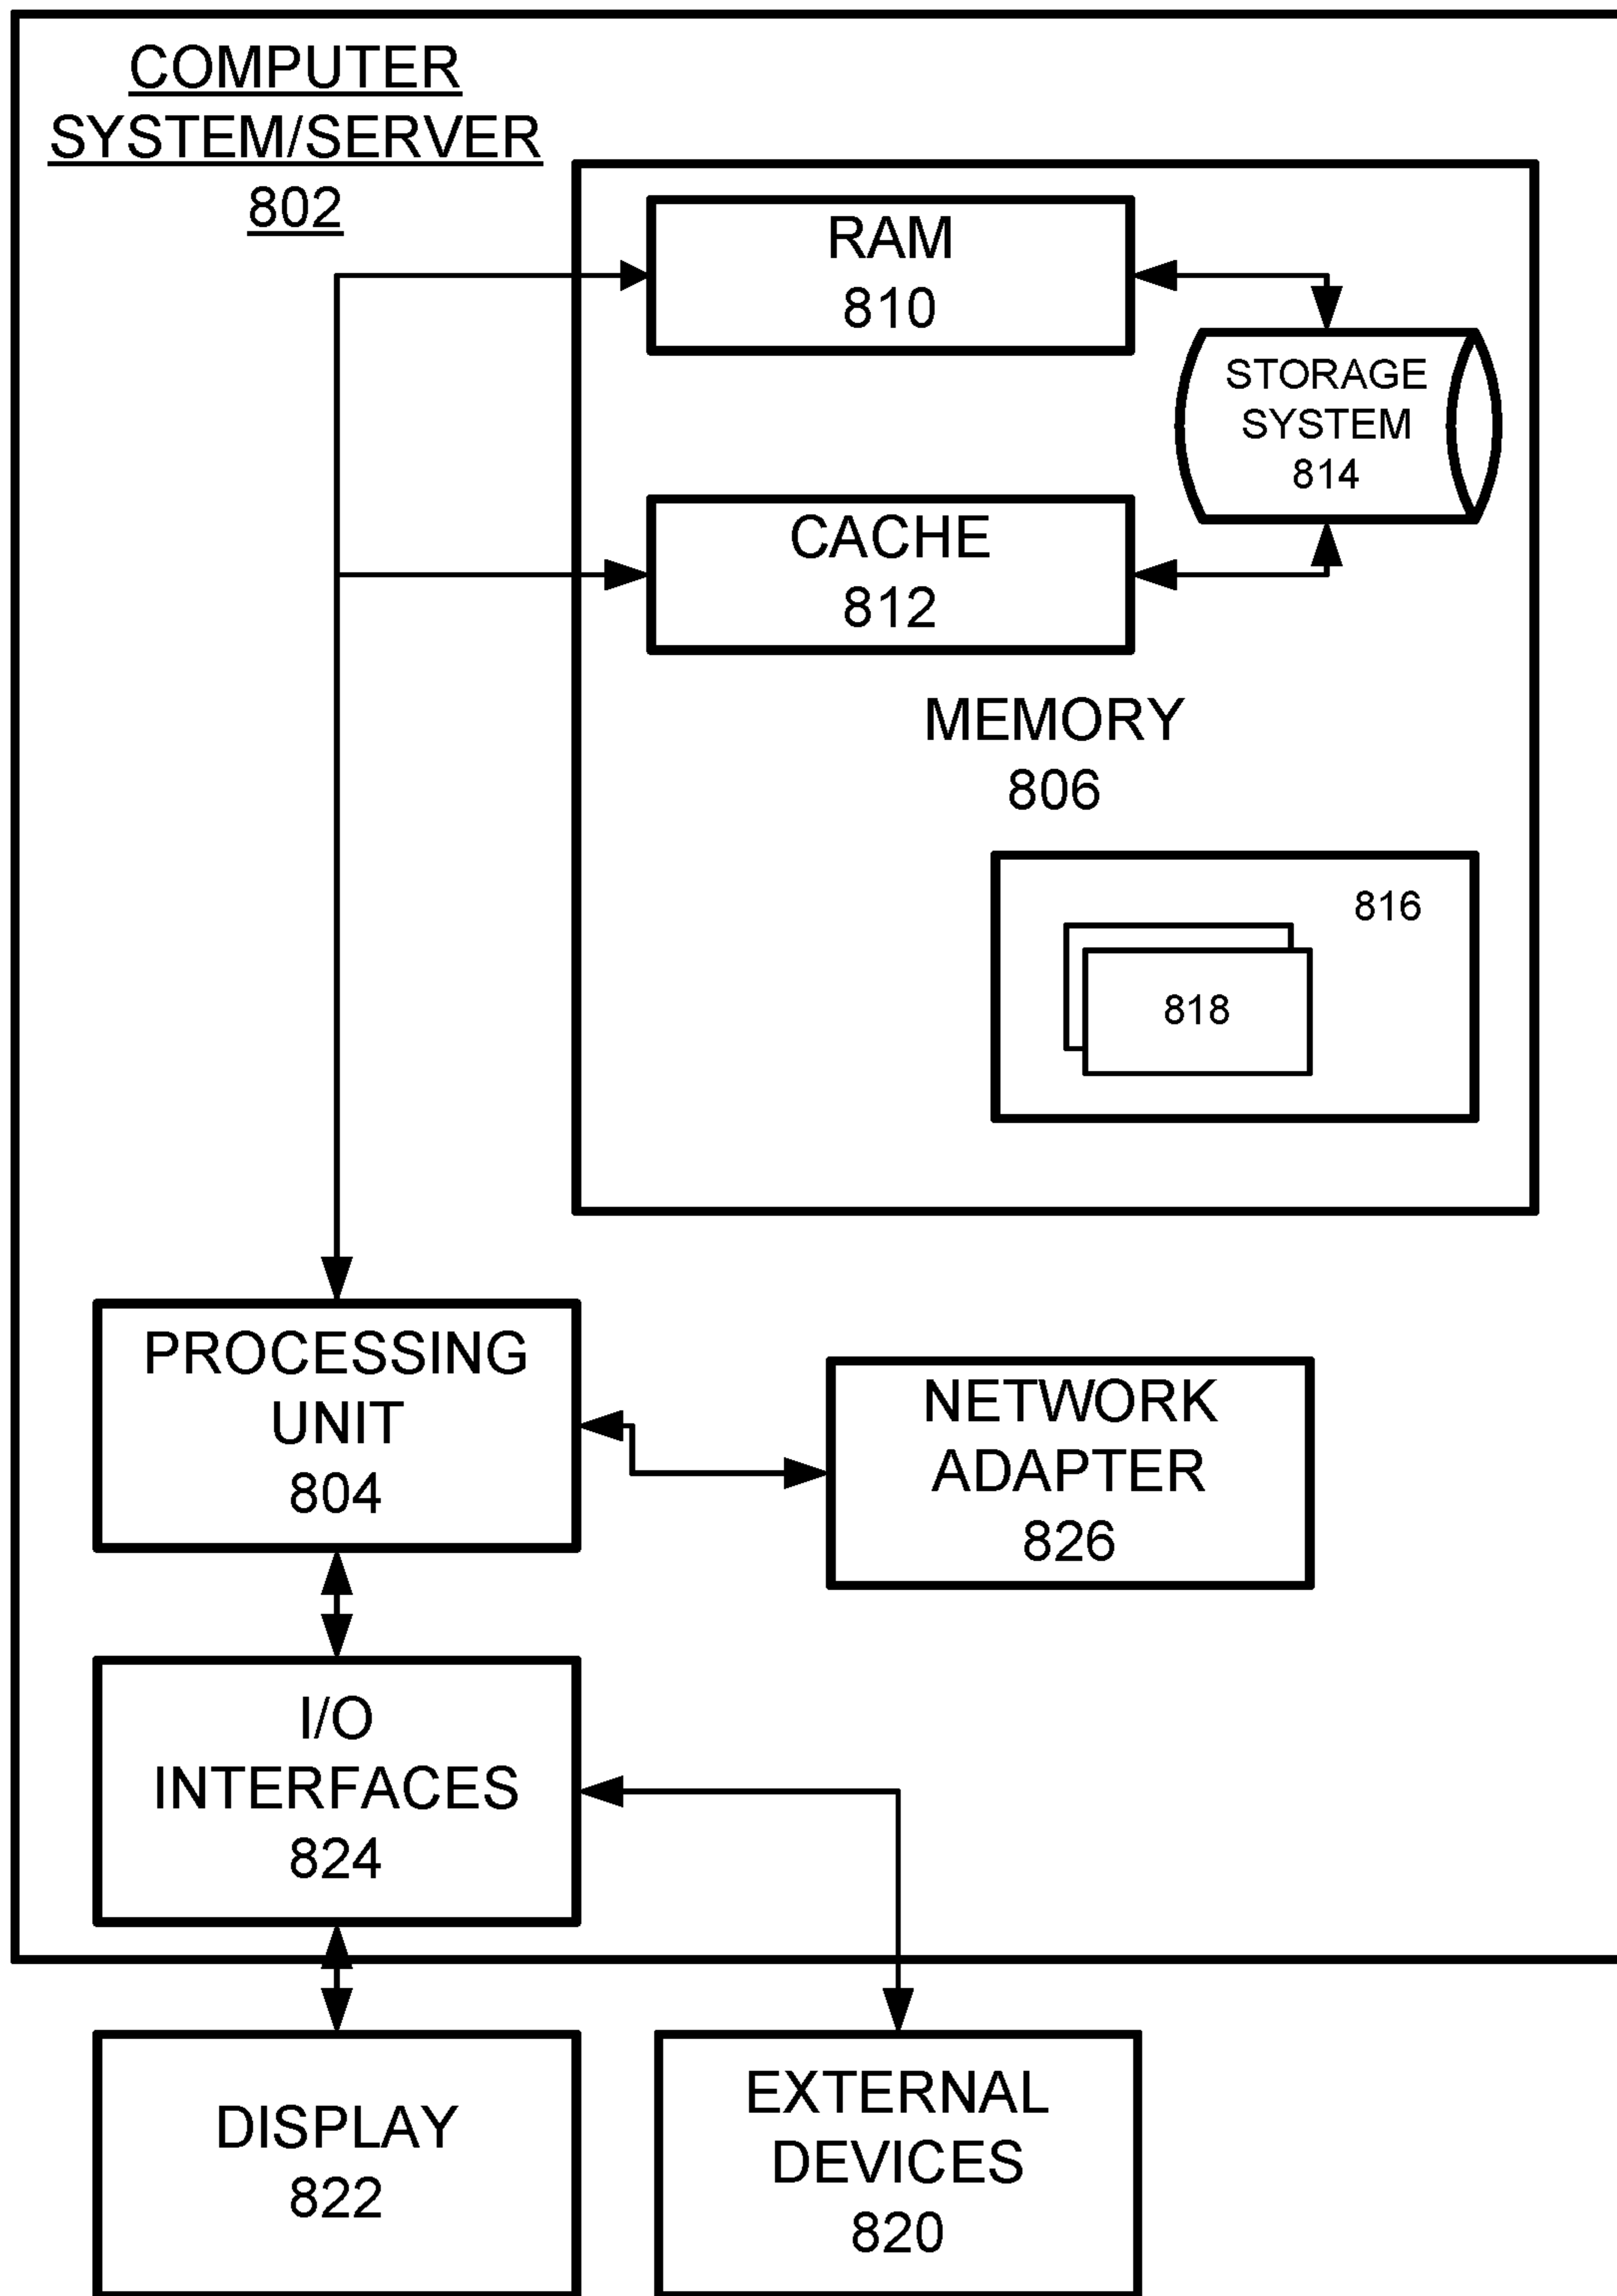 COMPUTER
SYSTEM/SERVER
802
RAM
810
STORAGE
SYSTEM
814
CACHE
812
MEMORY
806
816
818
PROCESSING
UNIT
804
NETWORK
ADAPTER
826
I/O
INTERFACES
824
DISPLAY
822
EXTERNAL
DEVICES
820